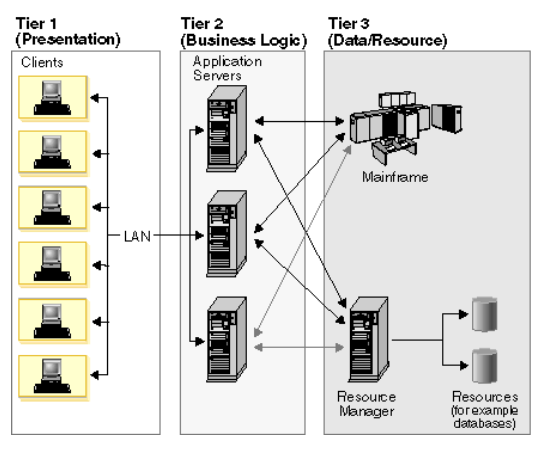 Tier 1
(Presentation)
Tier 2
(Business Logic)
Tier 3
(Data/Resource)
Clients
Application
Servers
Mainframe
LAN
Resource
Manager
Resources
(for example
databases)